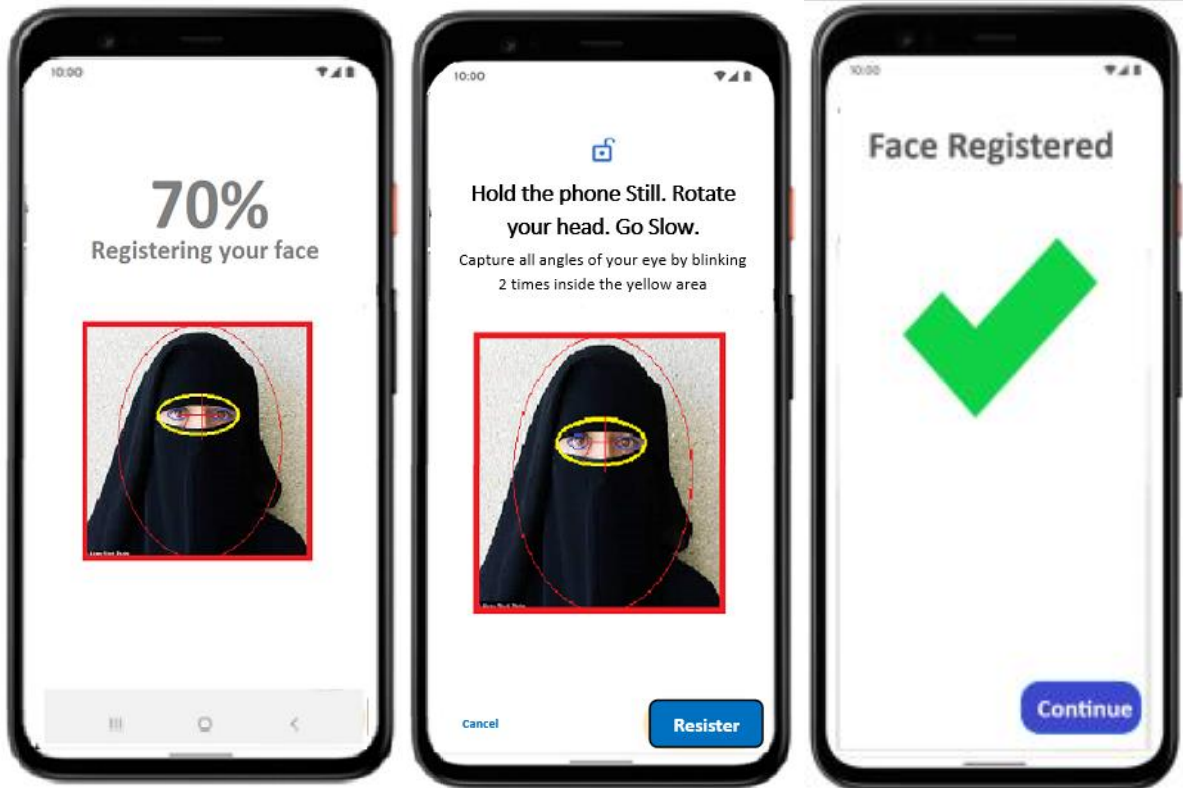 10:00
70%
Registering your face
10:00
Hold the phone Still. Rotate
your head. Go Slow.
Capture all angles of your eye by blinking
2 times inside the yellow area
Cancel
Resister
10:00
Face Registered
Continue